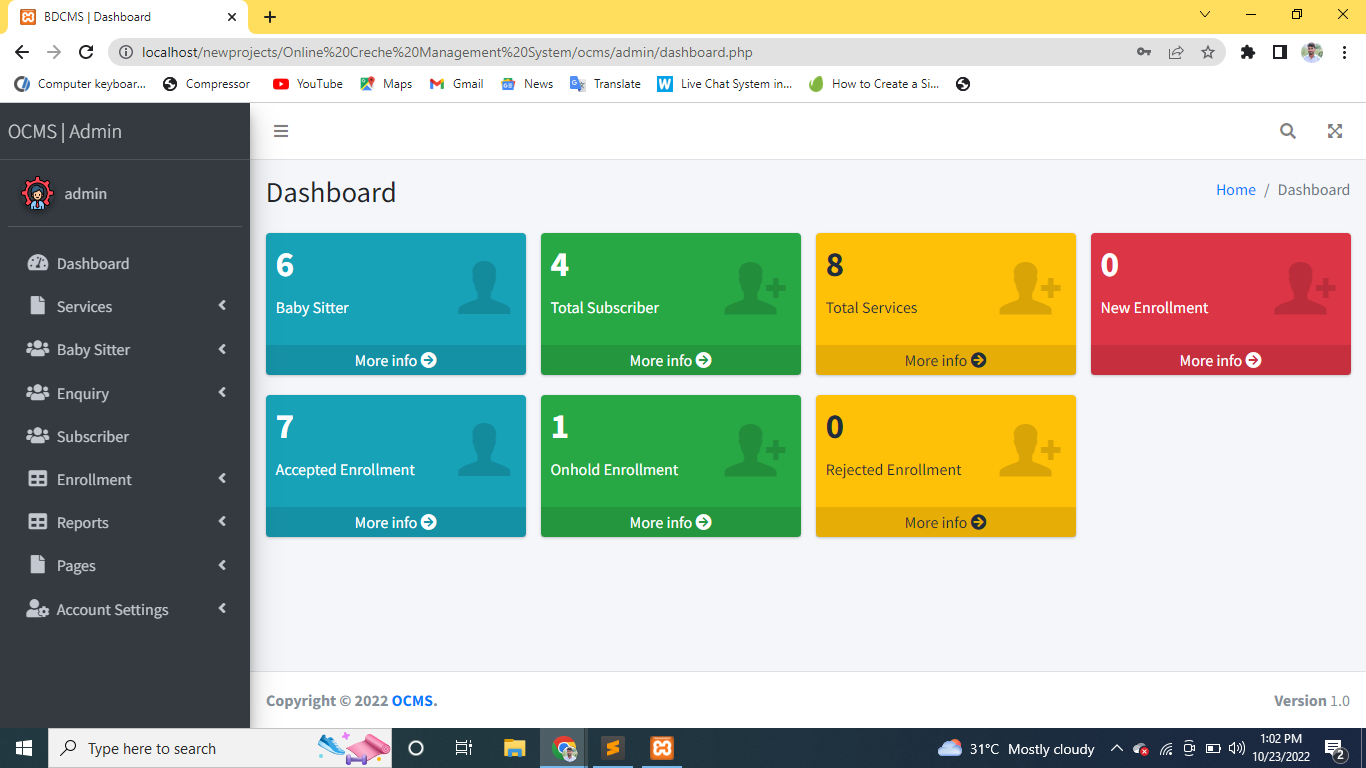 BDCMS | Dashboard
localhost/newprojects/Online%20Creche%20Management%20System/ocms/admin/dashboard.php
Computer keyboar... Compressor YouTube Maps Gmail News Translate Live Chat System in... How to Create a Si...
OCMS | Admin
admin
Dashboard
Services
Baby Sitter
Enquiry
Subscriber
Enrollment
Reports
Pages
Account Settings
Dashboard
Home / Dashboard
6
Baby Sitter
More info
4
Total Subscriber
More info
8
Total Services
More info
0
New Enrollment
More info
7
Accepted Enrollment
More info
1
Onhold Enrollment
More info
0
Rejected Enrollment
More info
Copyright © 2022 OCMS.
Version 1.0
Type here to search
31°C Mostly cloudy
1:02 PM
10/23/2022
2